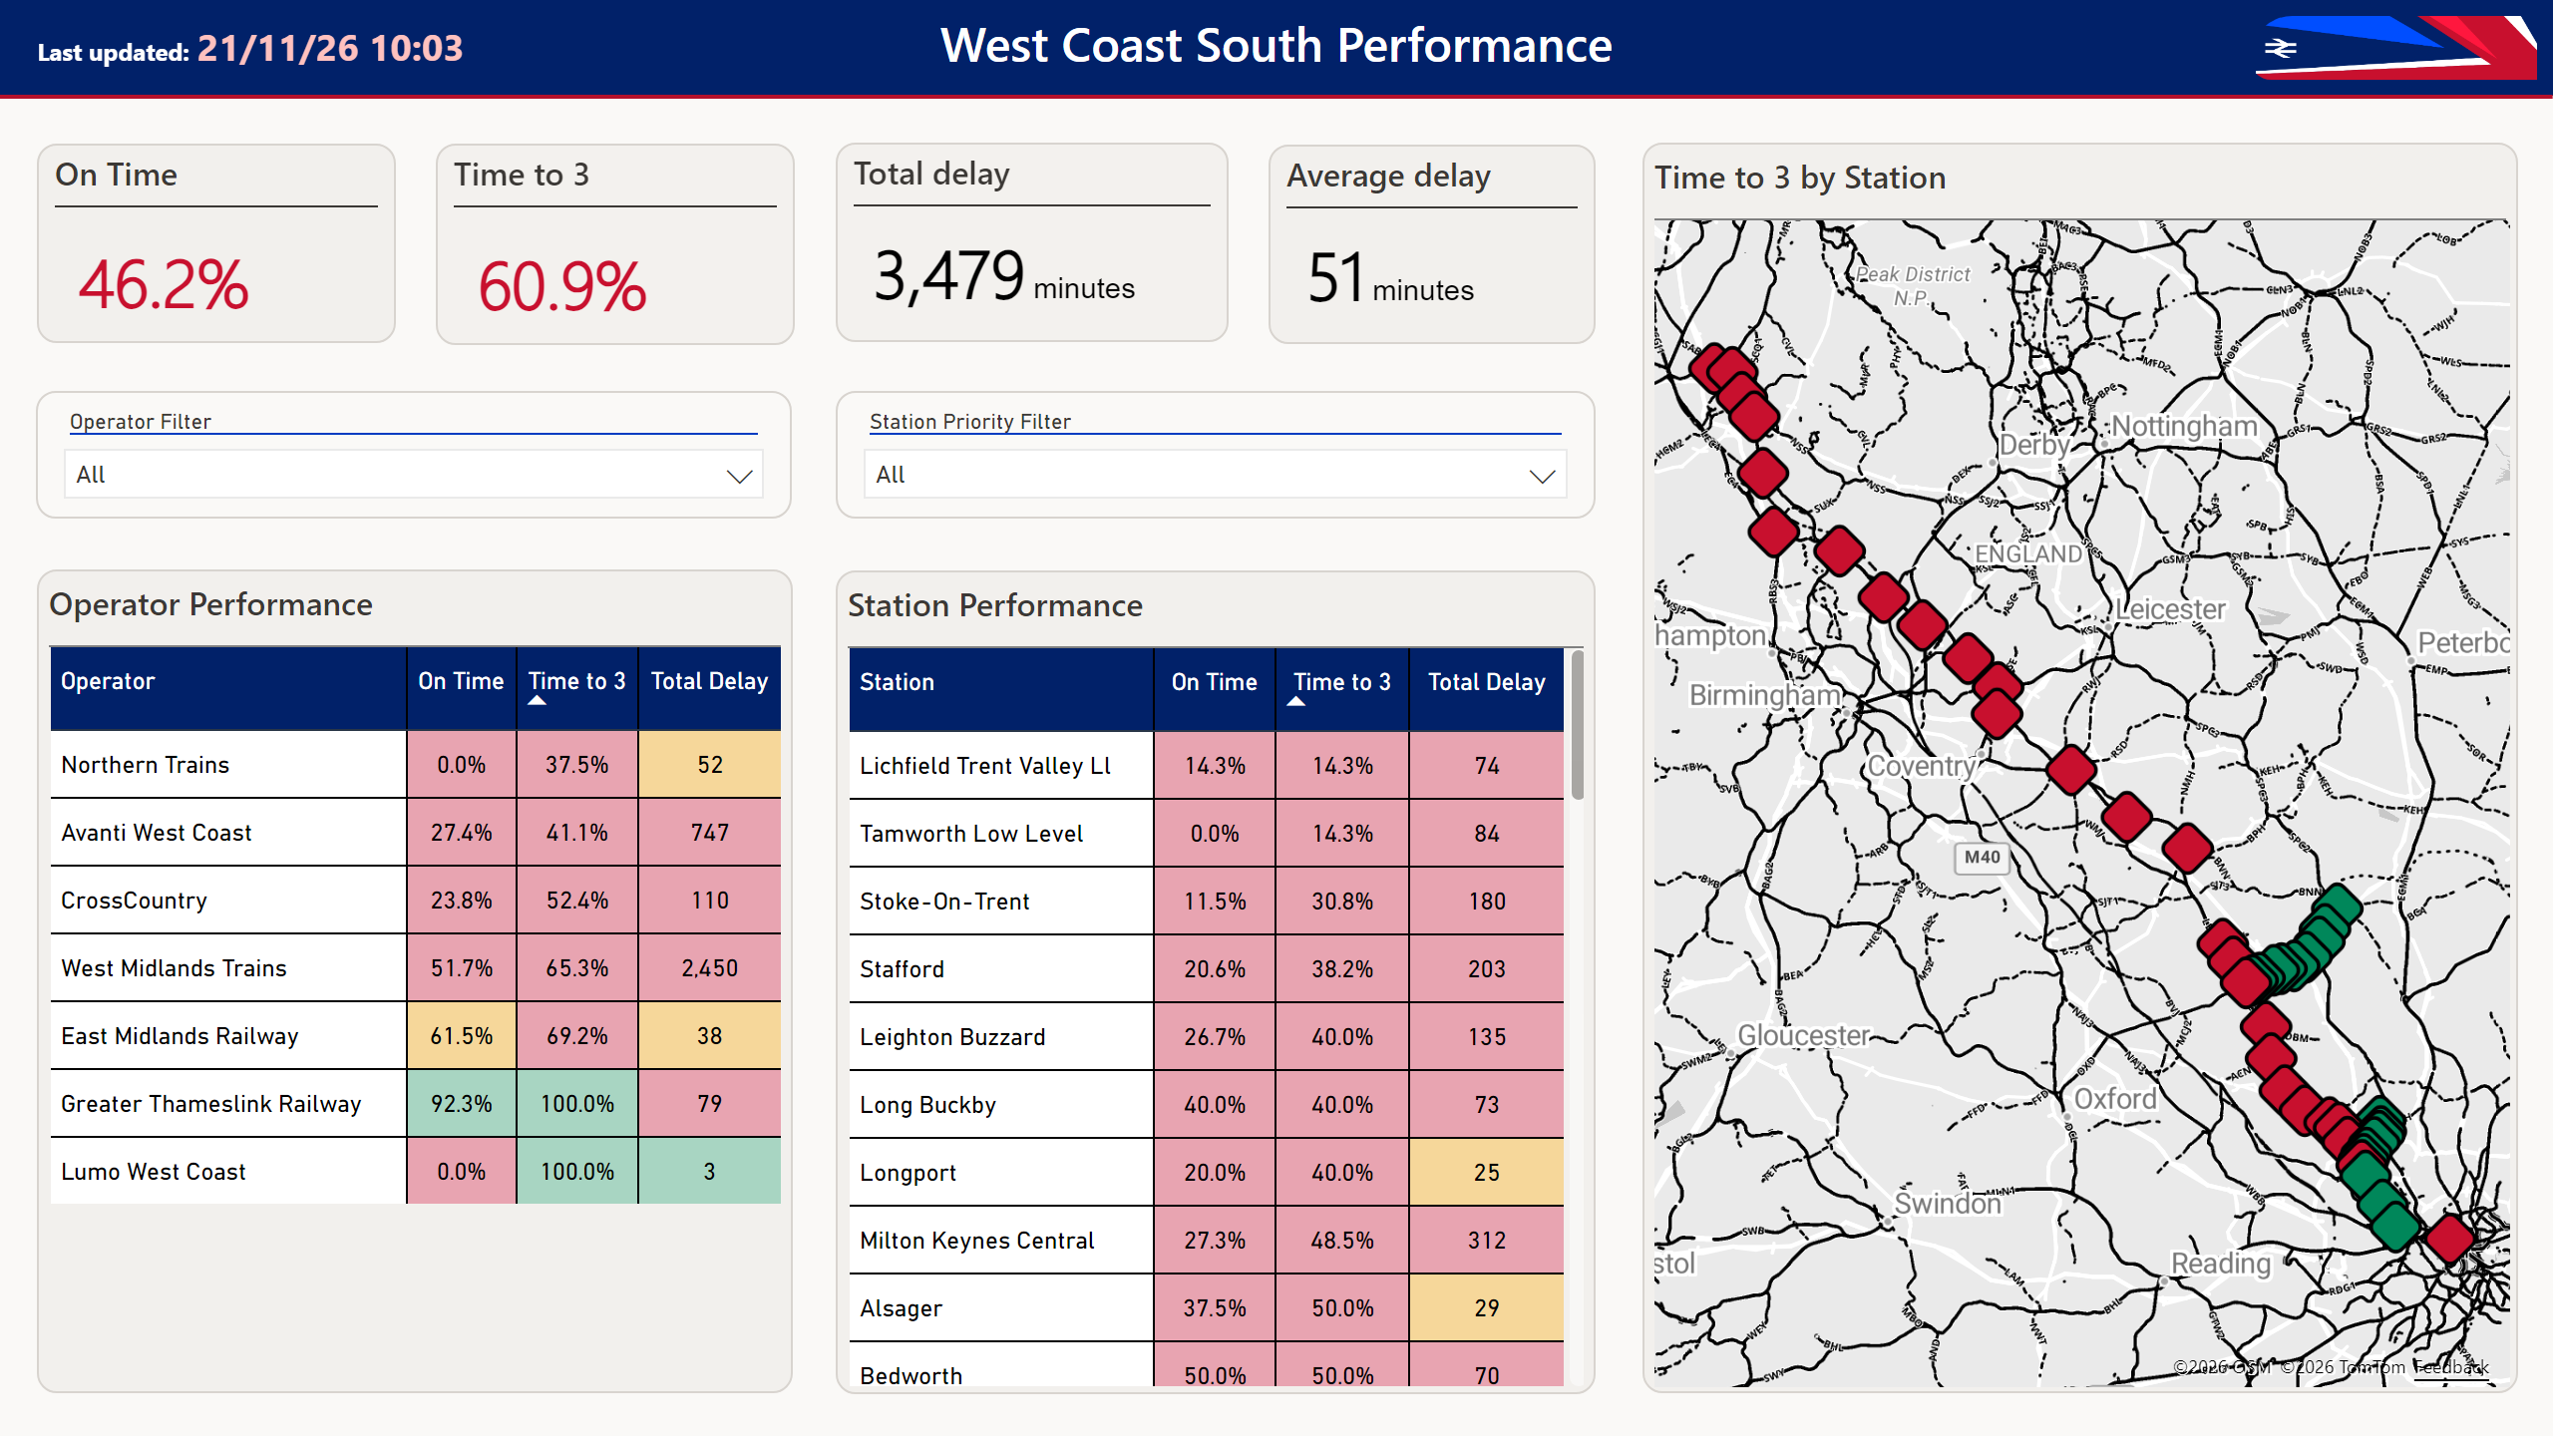 Last updated: 21/11/26 10:03
West Coast South Performance
On Time
46.2%
Time to 3
60.9%
Total delay
3,479 minutes
Average delay
51 minutes
Operator Filter
All
Station Priority Filter
All
Operator Performance
Operator On Time Time to 3 Total Delay
Northern Trains 0.0% 37.5% 52
Avanti West Coast 27.4% 41.1% 747
CrossCountry 23.8% 52.4% 110
West Midlands Trains 51.7% 65.3% 2,450
East Midlands Railway 61.5% 69.2% 38
Greater Thameslink Railway 92.3% 100.0% 79
Lumo West Coast 0.0% 100.0% 3
Station Performance
Station On Time Time to 3 Total Delay
Lichfield Trent Valley Ll 14.3% 14.3% 74
Tamworth Low Level 0.0% 14.3% 84
Stoke-On-Trent 11.5% 30.8% 180
Stafford 20.6% 38.2% 203
Leighton Buzzard 26.7% 40.0% 135
Long Buckby 40.0% 40.0% 73
Longport 20.0% 40.0% 25
Milton Keynes Central 27.3% 48.5% 312
Alsager 37.5% 50.0% 29
Bedworth 50.0% 50.0% 70
Time to 3 by Station
Peak District
N.P.
Nottingham
Derby
ENGLAND
Leicester
hampton
Peterbo
Birmingham
Coventry
M40
Gloucester
Oxford
Swindon
stol
Reading
©2026 GSM ©2026 TomTom Feedback